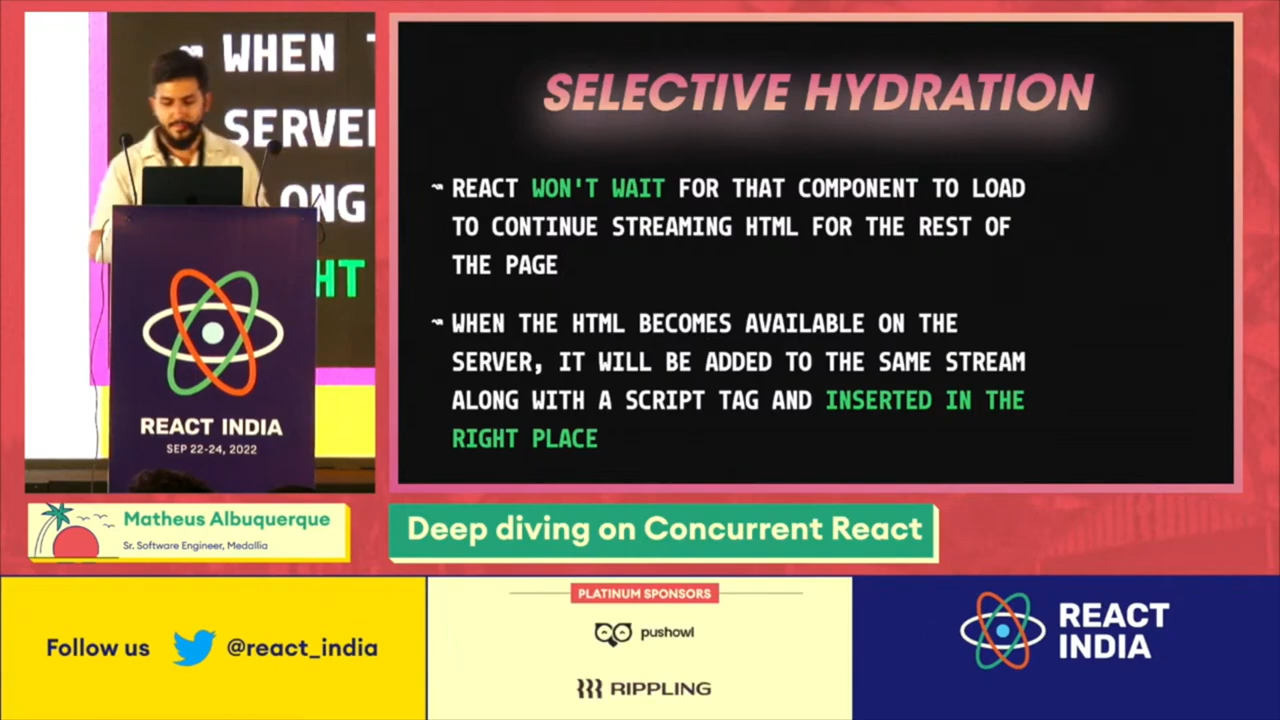 WHEN T
SERVER
ONG
HT
REACT INDIA
SEP 22-24, 2022
SELECTIVE HYDRATION
↝ REACT WON'T WAIT FOR THAT COMPONENT TO LOAD
TO CONTINUE STREAMING HTML FOR THE REST OF
THE PAGE
↝ WHEN THE HTML BECOMES AVAILABLE ON THE
SERVER, IT WILL BE ADDED TO THE SAME STREAM
ALONG WITH A SCRIPT TAG AND INSERTED IN THE
RIGHT PLACE
Matheus Albuquerque
Sr. Software Engineer, Medallia
Deep diving on Concurrent React
Follow us @react_india
PLATINUM SPONSORS
pushowl
RIPPLING
REACT
INDIA